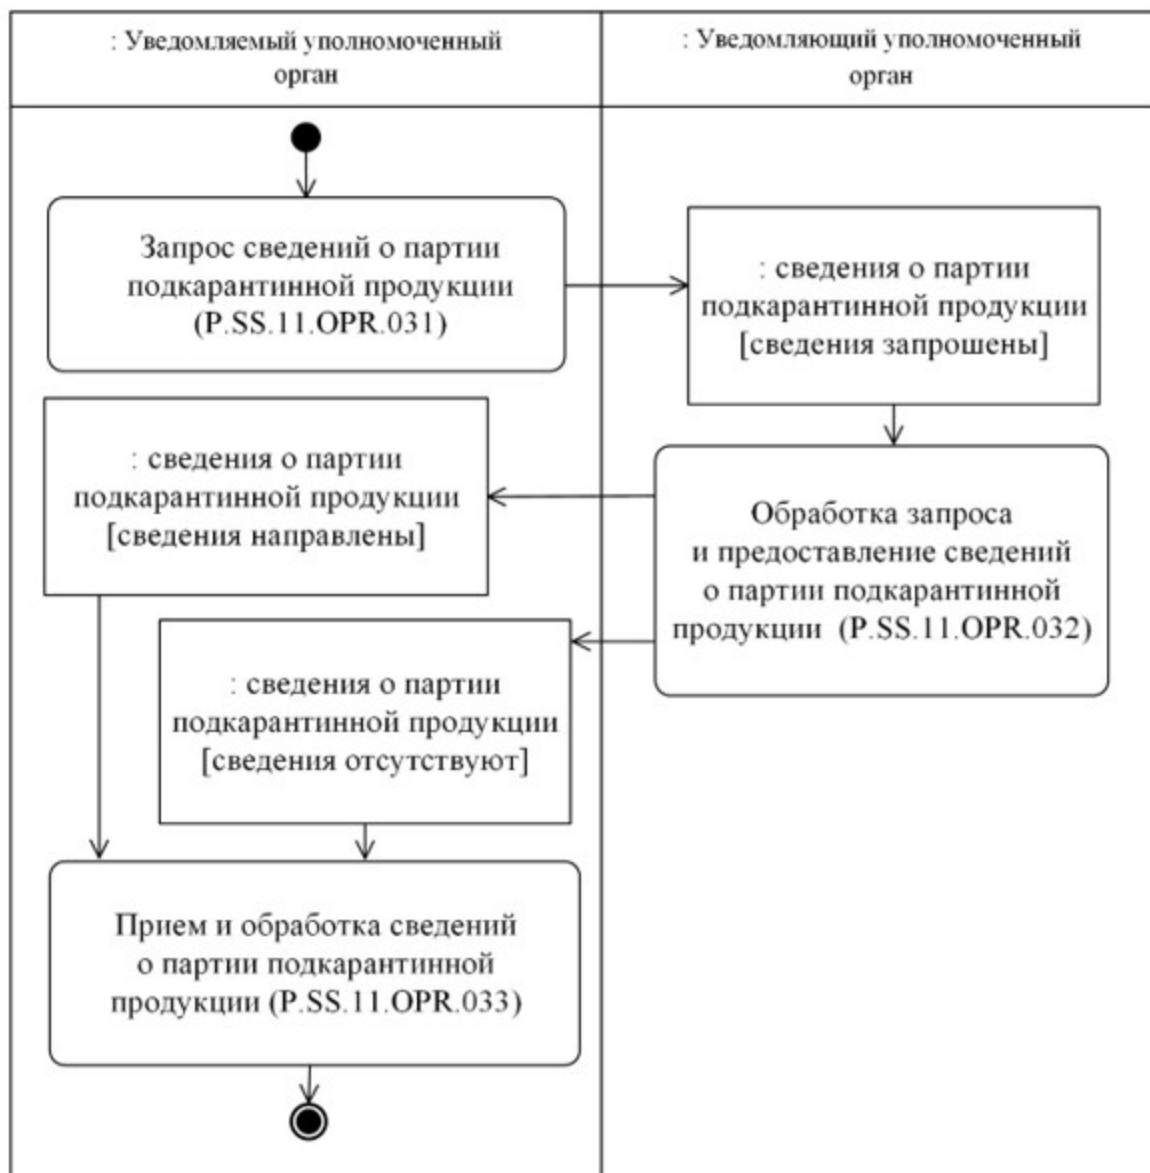 : Уведомляемый уполномоченный
орган
: Уведомляющий уполномоченный
орган
Запрос сведений о партии
подкарантинной продукции
(P.SS.11.OPR.031)
: сведения о партии
подкарантинной продукции
[сведения запрошены]
: сведения о партии
подкарантинной продукции
[сведения направлены]
Обработка запроса
и предоставление сведений
о партии подкарантинной
продукции (P.SS.11.OPR.032)
: сведения о партии
подкарантинной продукции
[сведения отсутствуют]
Прием и обработка сведений
о партии подкарантинной
продукции (P.SS.11.OPR.033)